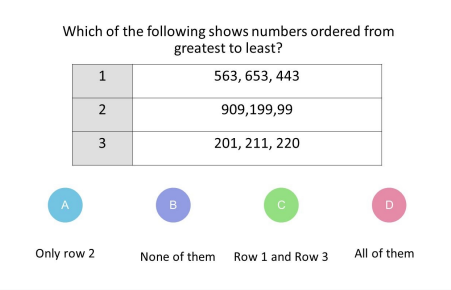 Which of the following shows numbers ordered from
greatest to least?
1 563, 653, 443
2 909,199,99
3 201, 211, 220
A B C D
Only row 2 None of them Row 1 and Row 3 All of them